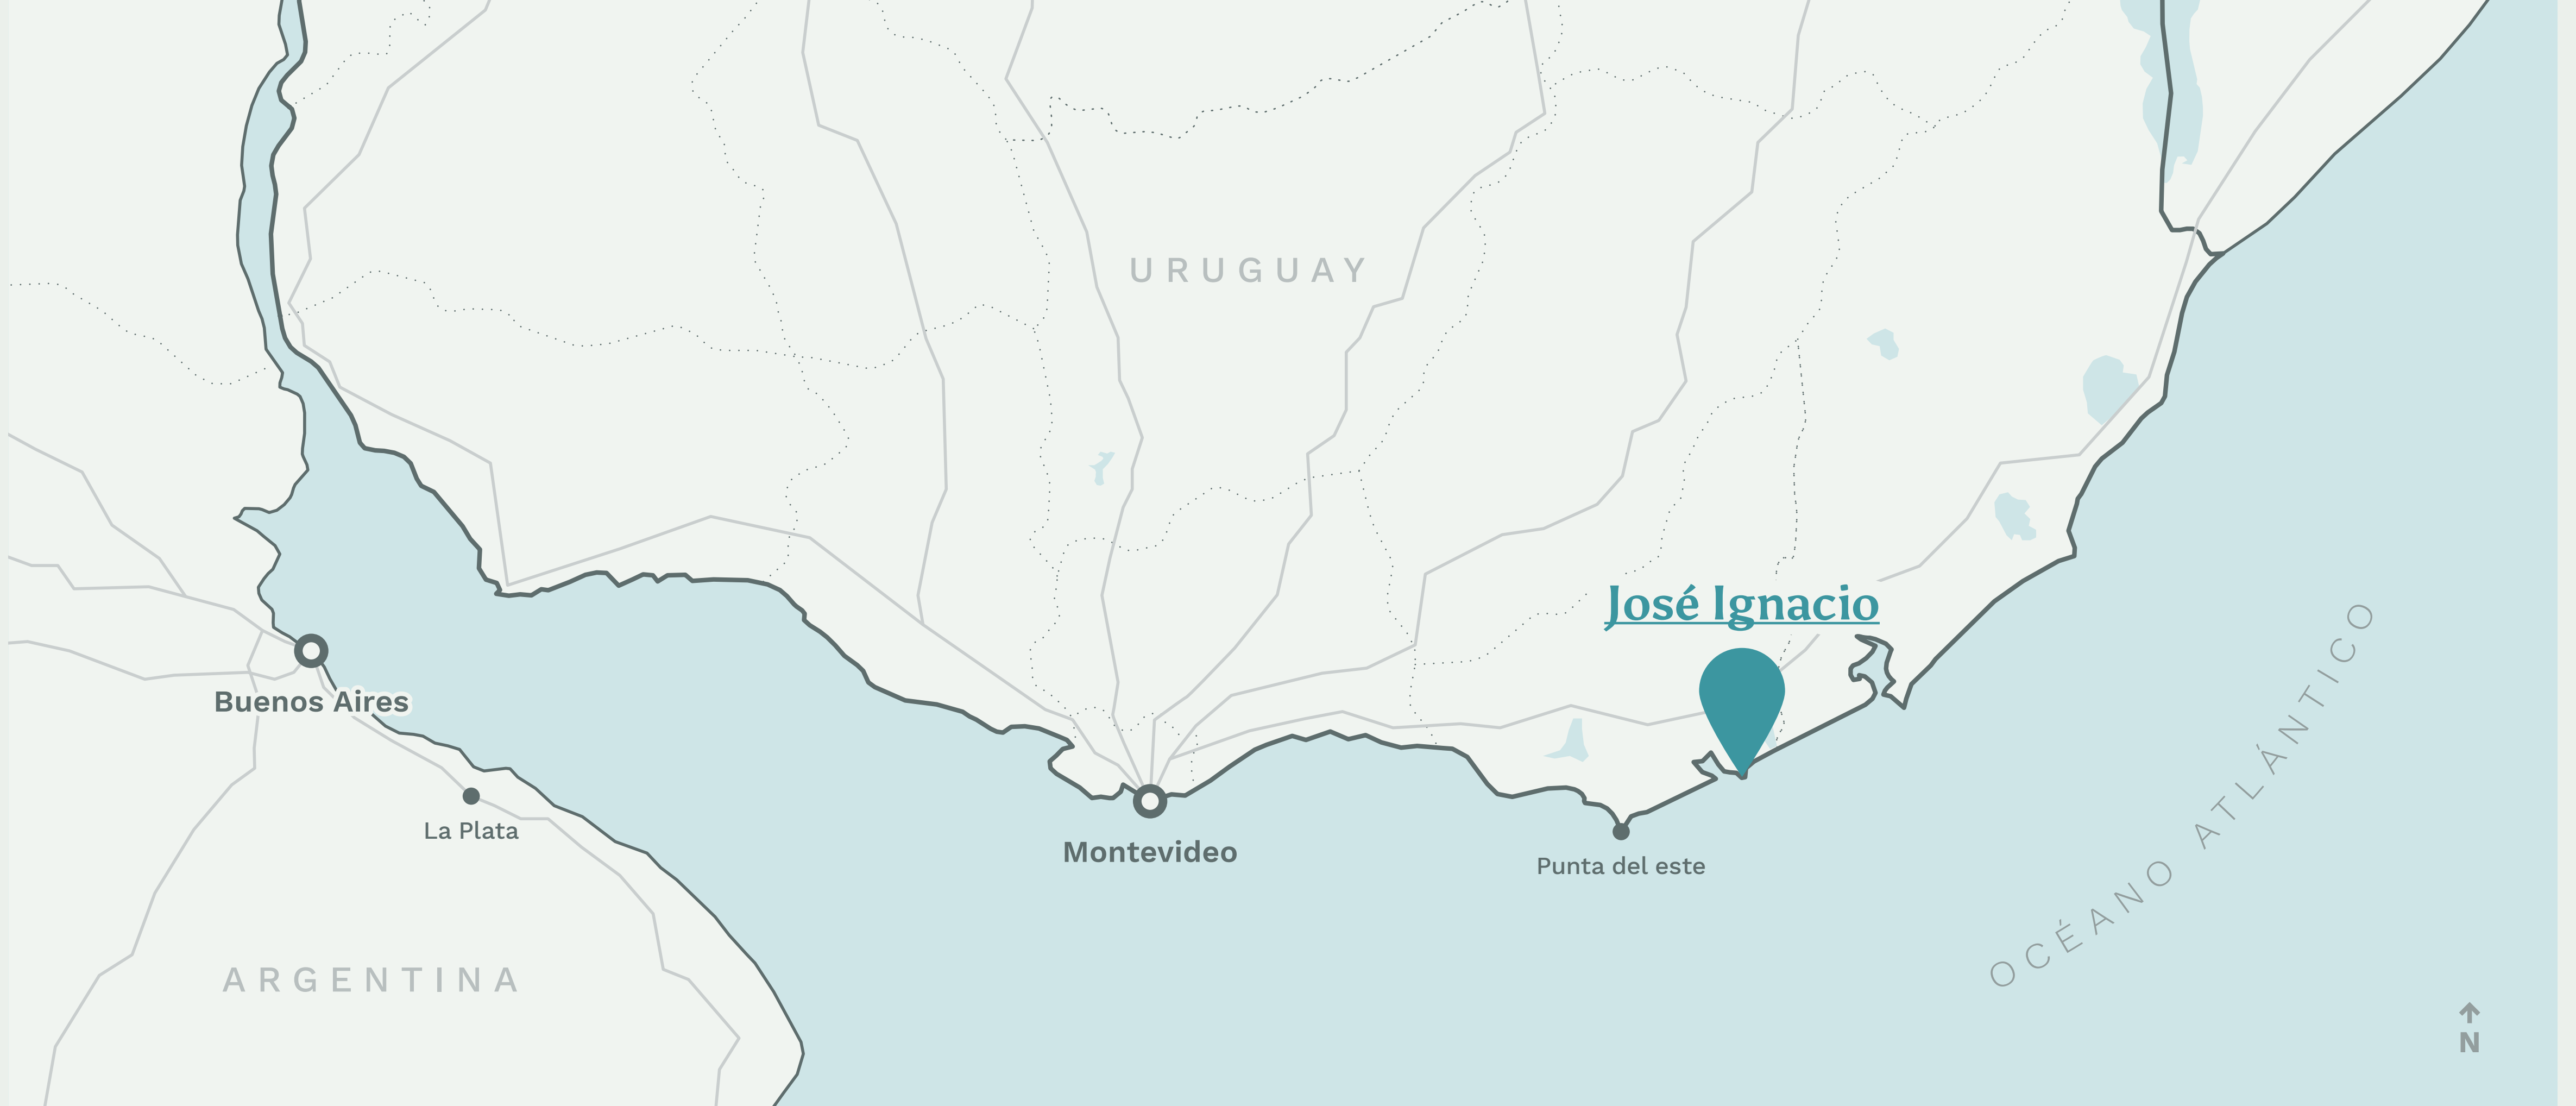 URUGUAY
José Ignacio
Buenos Aires
La Plata
Montevideo
Punta del este
ARGENTINA
OCÉANO ATLÁNTICO
N